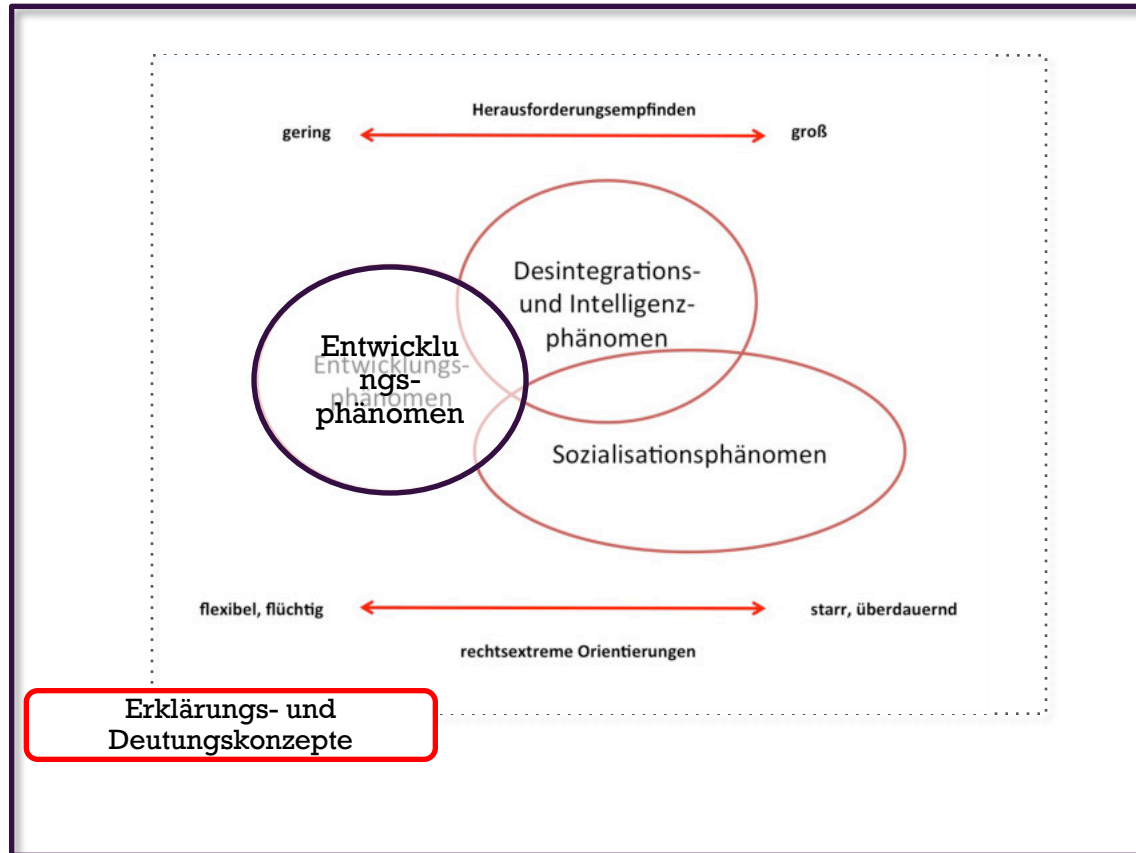 Herausforderungsempfinden
gering
groß
Desintegrations-
und Intelligenz-
phänomen
Entwicklu
ngs-
phänomen
Entwicklungs-
phänomen
Sozialisationsphänomen
flexibel, flüchtig
starr, überdauernd
rechtsextreme Orientierungen
Erklärungs- und
Deutungskonzepte